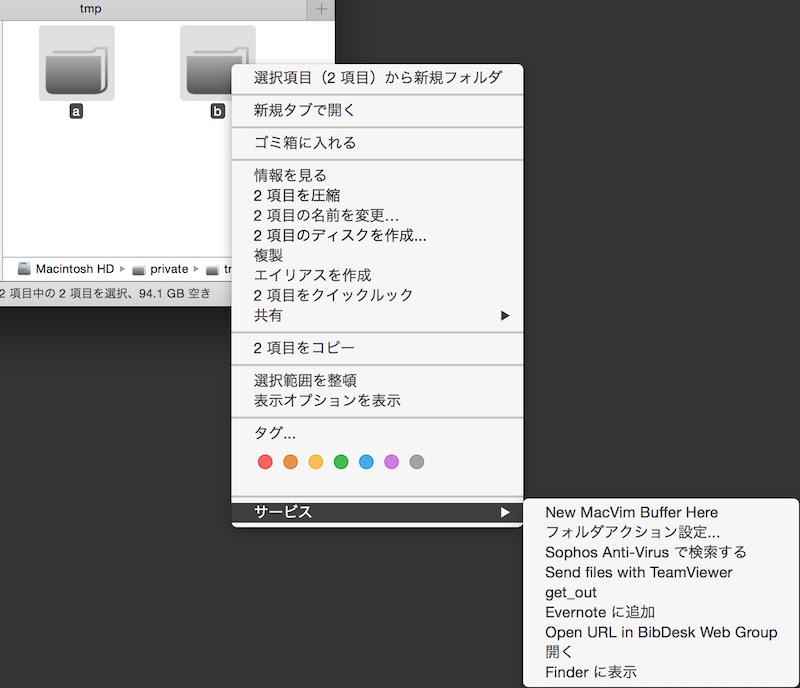 tmp
a
b
選択項目（2 項目）から新規フォルダ
新規タブで開く
ゴミ箱に入れる
情報を見る
2 項目を圧縮
2 項目の名前を変更...
2 項目のディスクを作成...
複製
エイリアスを作成
2 項目をクイックルック
共有
2 項目をコピー
選択範囲を整頓
表示オプションを表示
タグ...
サービス
Macintosh HD
private
2 項目中の 2 項目を選択、94.1 GB 空き
New MacVim Buffer Here
フォルダアクション設定...
Sophos Anti-Virus で検索する
Send files with TeamViewer
get_out
Evernote に追加
Open URL in BibDesk Web Group
開く
Finder に表示